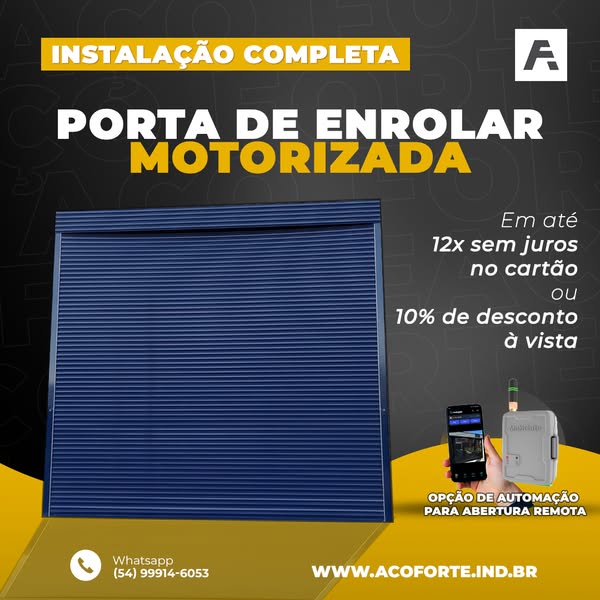 INSTALAÇÃO COMPLETA
PORTA DE ENROLAR
MOTORIZADA
Em até
12x sem juros
no cartão
ou
10% de desconto
à vista
OPÇÃO DE AUTOMAÇÃO
PARA ABERTURA REMOTA
Whatsapp
(54) 99914-6053
WWW.ACOFORTE.IND.BR